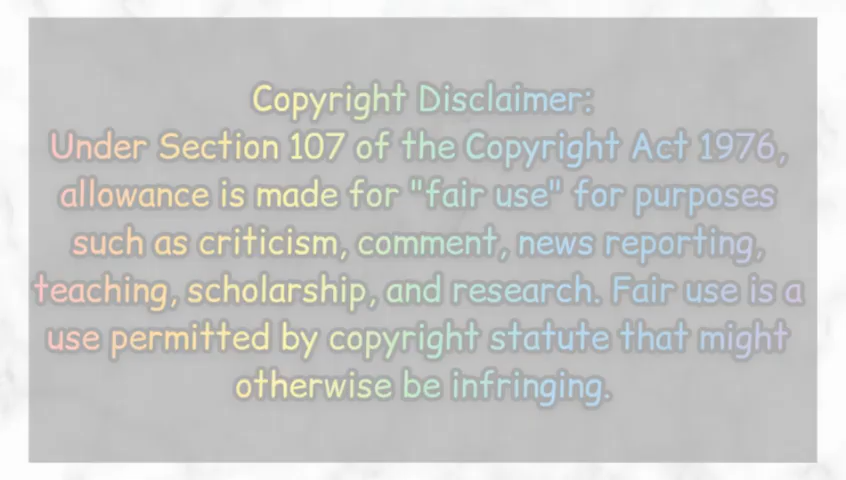 Copyright Disclaimer:
Under Section 107 of the Copyright Act 1976,
allowance is made for "fair use" for purposes
such as criticism, comment, news reporting,
teaching, scholarship, and research. Fair use is a
use permitted by copyright statute that might
otherwise be infringing.